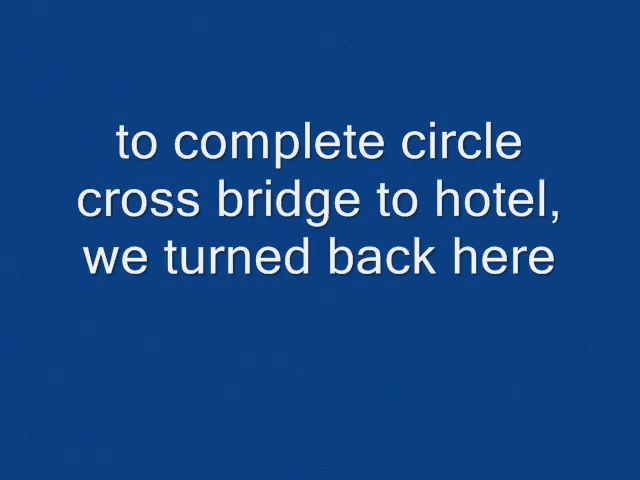 to complete circle
cross bridge to hotel,
we turned back here